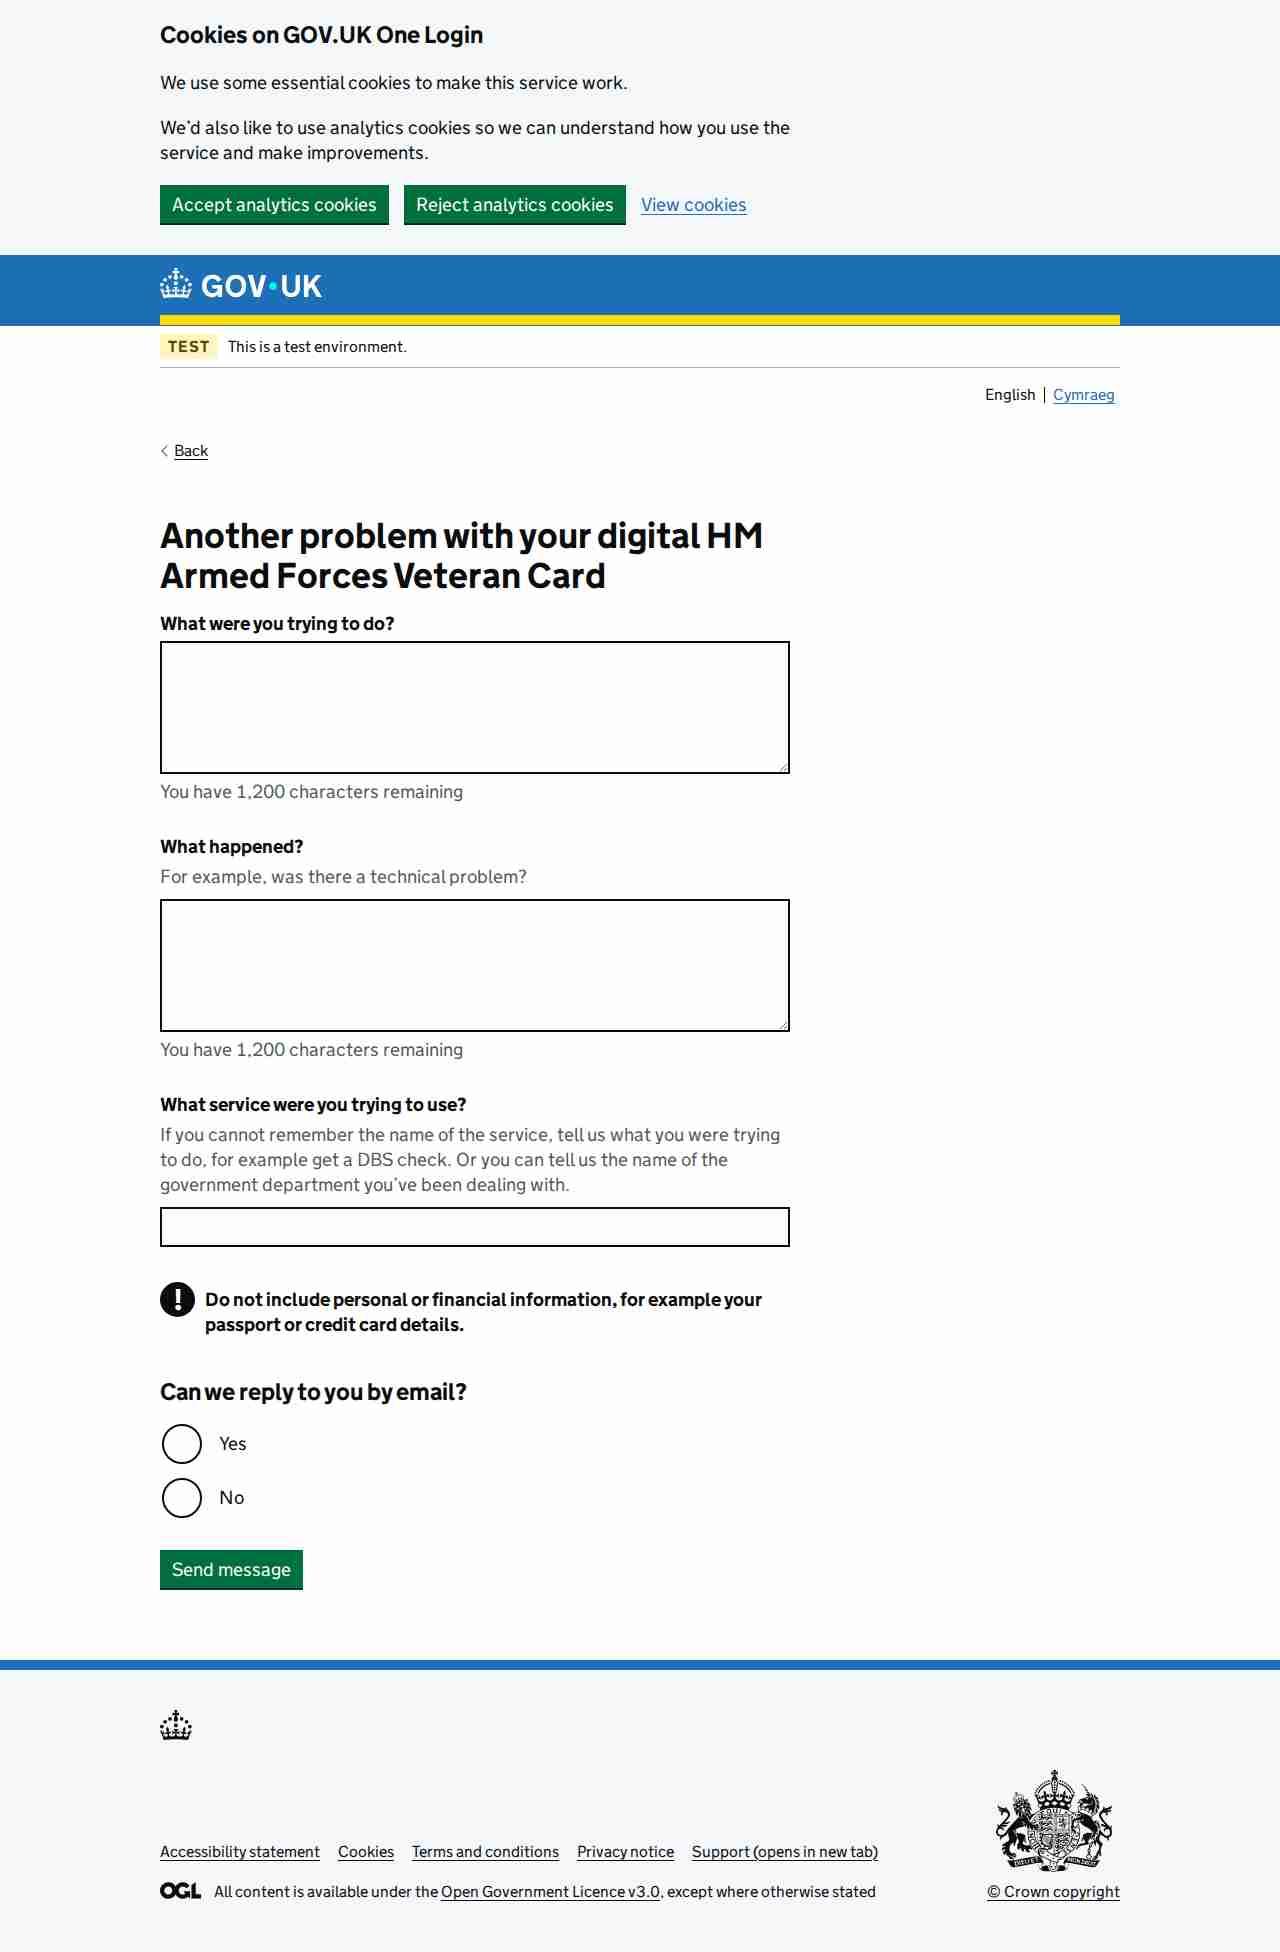 Cookies on GOV.UK One Login
We use some essential cookies to make this service work.
We’d also like to use analytics cookies so we can understand how you use the
service and make improvements.
Accept analytics cookies
Reject analytics cookies
View cookies
GOV·UK
TEST
This is a test environment.
English
Cymraeg
Back
Another problem with your digital HM
Armed Forces Veteran Card
What were you trying to do?
You have 1,200 characters remaining
What happened?
For example, was there a technical problem?
You have 1,200 characters remaining
What service were you trying to use?
If you cannot remember the name of the service, tell us what you were trying
to do, for example get a DBS check. Or you can tell us the name of the
government department you’ve been dealing with.
! Do not include personal or financial information, for example your
passport or credit card details.
Can we reply to you by email?
Yes
No
Send message
Accessibility statement
Cookies
Terms and conditions
Privacy notice
Support (opens in new tab)
OGL All content is available under the Open Government Licence v3.0, except where otherwise stated
© Crown copyright